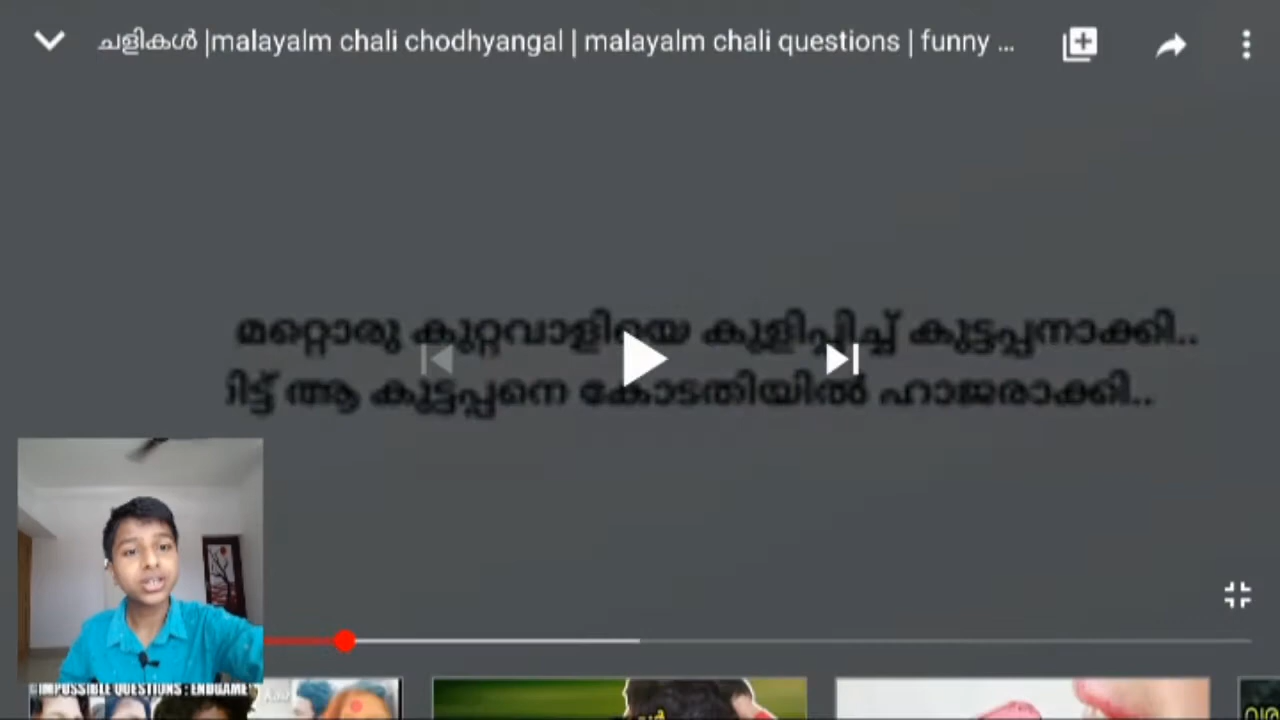 ചളികൾ |malayalm chali chodhyangal | malayalm chali questions | funny ...
മറ്റൊരു കുറ്റവാളിയെ കുളിപ്പിച്ച് കുട്ടപ്പനാക്കി..
ആ കുട്ടപ്പനെ കോടതിയിൽ ഹാജരാക്കി..
IMPOSSIBLE QUESTIONS : ENDGAME